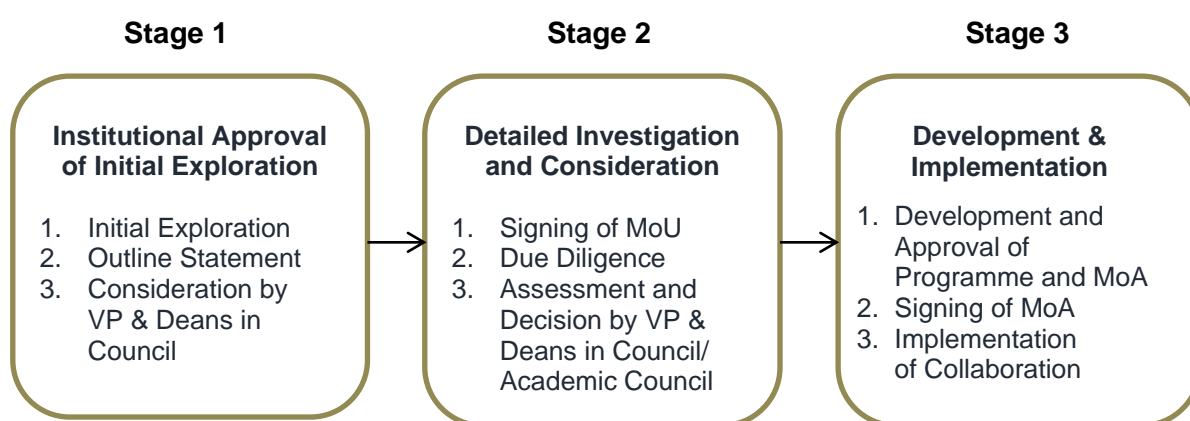 Stage 1
Institutional Approval
of Initial Exploration
1. Initial Exploration
2. Outline Statement
3. Consideration by
VP & Deans in
Council
Stage 2
Detailed Investigation
and Consideration
1. Signing of MoU
2. Due Diligence
3. Assessment and
Decision by VP &
Deans in Council/
Academic Council
Stage 3
Development &
Implementation
1. Development and
Approval of
Programme and MoA
2. Signing of MoA
3. Implementation
of Collaboration